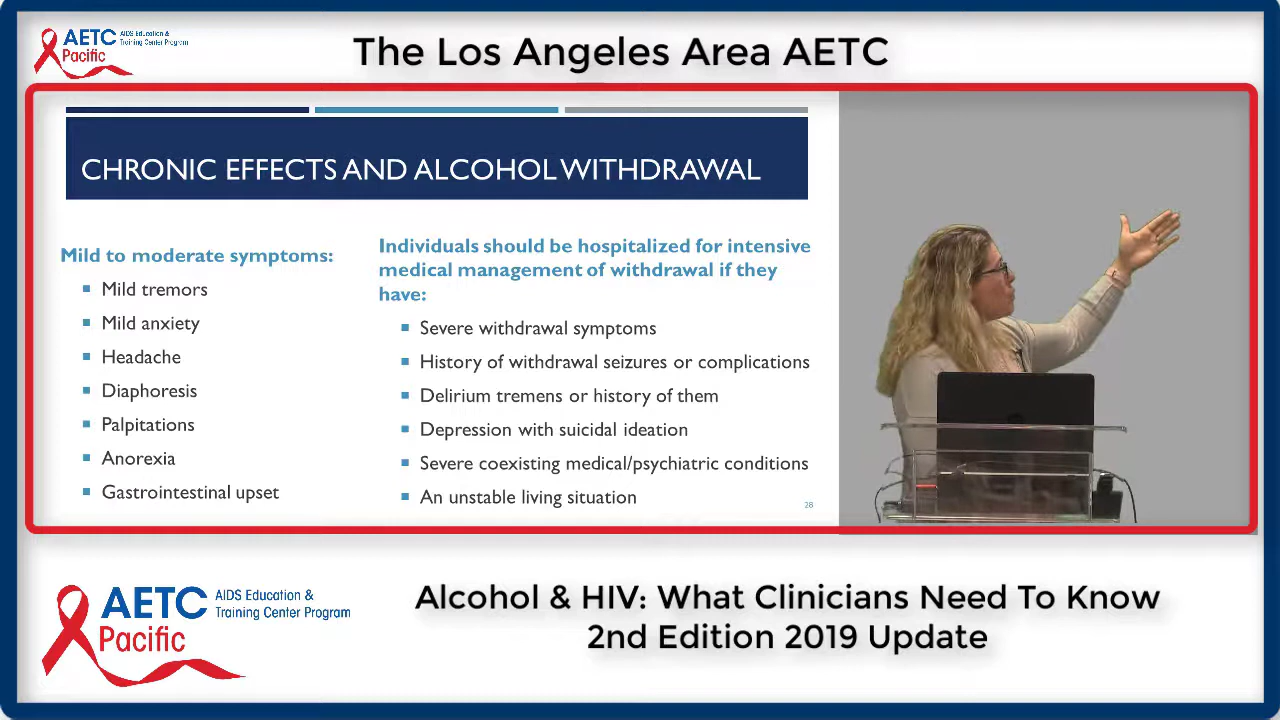 AETC
AIDS Education &
Training Center Program
Pacific
The Los Angeles Area AETC
CHRONIC EFFECTS AND ALCOHOL WITHDRAWAL
Mild to moderate symptoms:
Mild tremors
Mild anxiety
Headache
Diaphoresis
Palpitations
Anorexia
Gastrointestinal upset
Individuals should be hospitalized for intensive
medical management of withdrawal if they
have:
Severe withdrawal symptoms
History of withdrawal seizures or complications
Delirium tremens or history of them
Depression with suicidal ideation
Severe coexisting medical/psychiatric conditions
An unstable living situation
28
AETC
AIDS Education &
Training Center Program
Pacific
Alcohol & HIV: What Clinicians Need To Know
2nd Edition 2019 Update